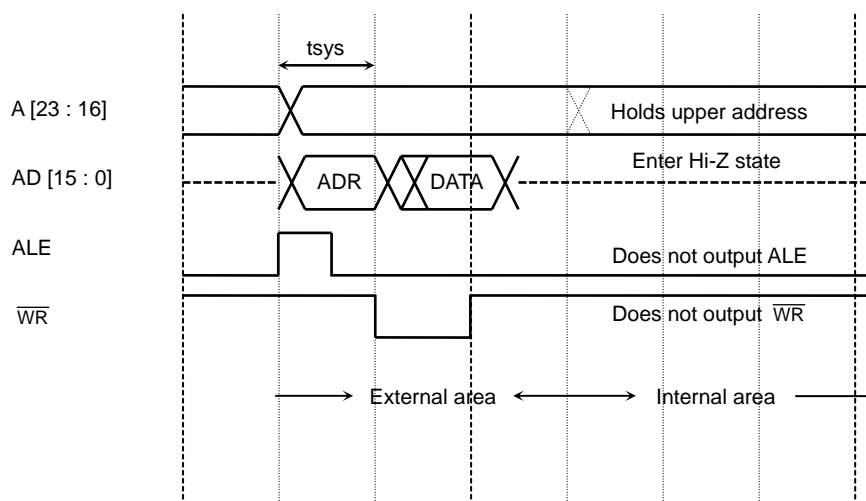 tsys
A [23 : 16]
Holds upper address
AD [15 : 0]
ADR
DATA
Enter Hi-Z state
ALE
Does not output ALE
WR
Does not output WR
External area
Internal area